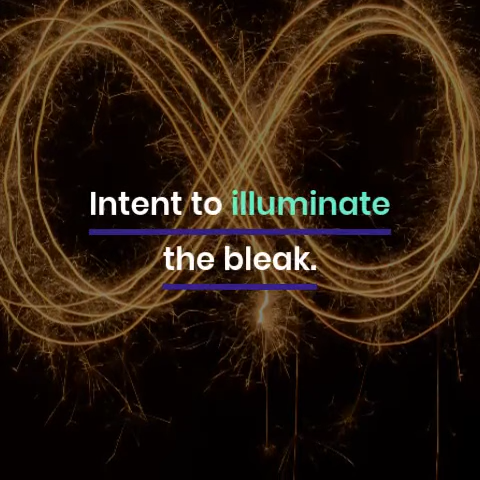 Intent to illuminate
the bleak.